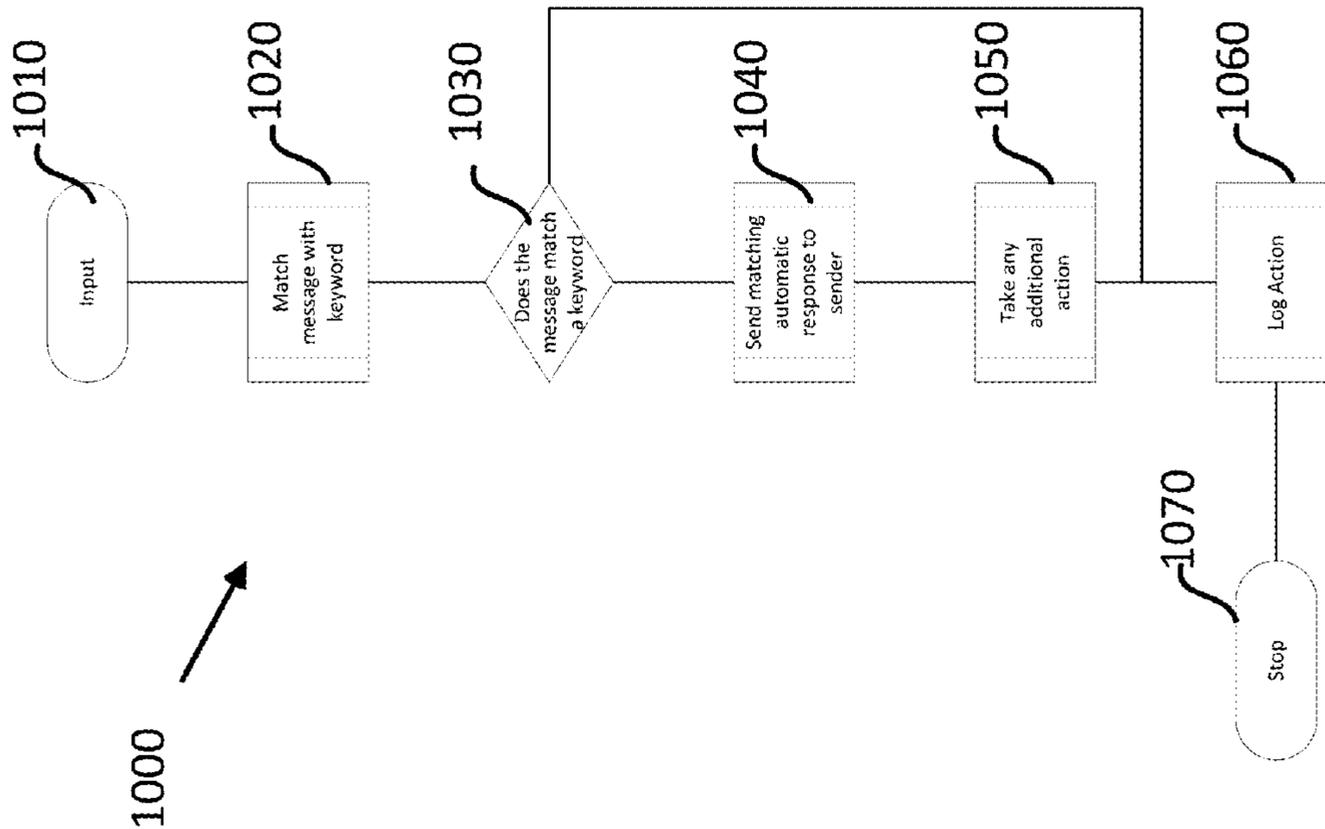 1010
Input
1020
Match
message with
keyword
1030
Does the
message match
a keyword
1040
Send matching
automatic
response to
sender
1050
Take any
additional
action
1060
Log Action
1070
Stop
1000